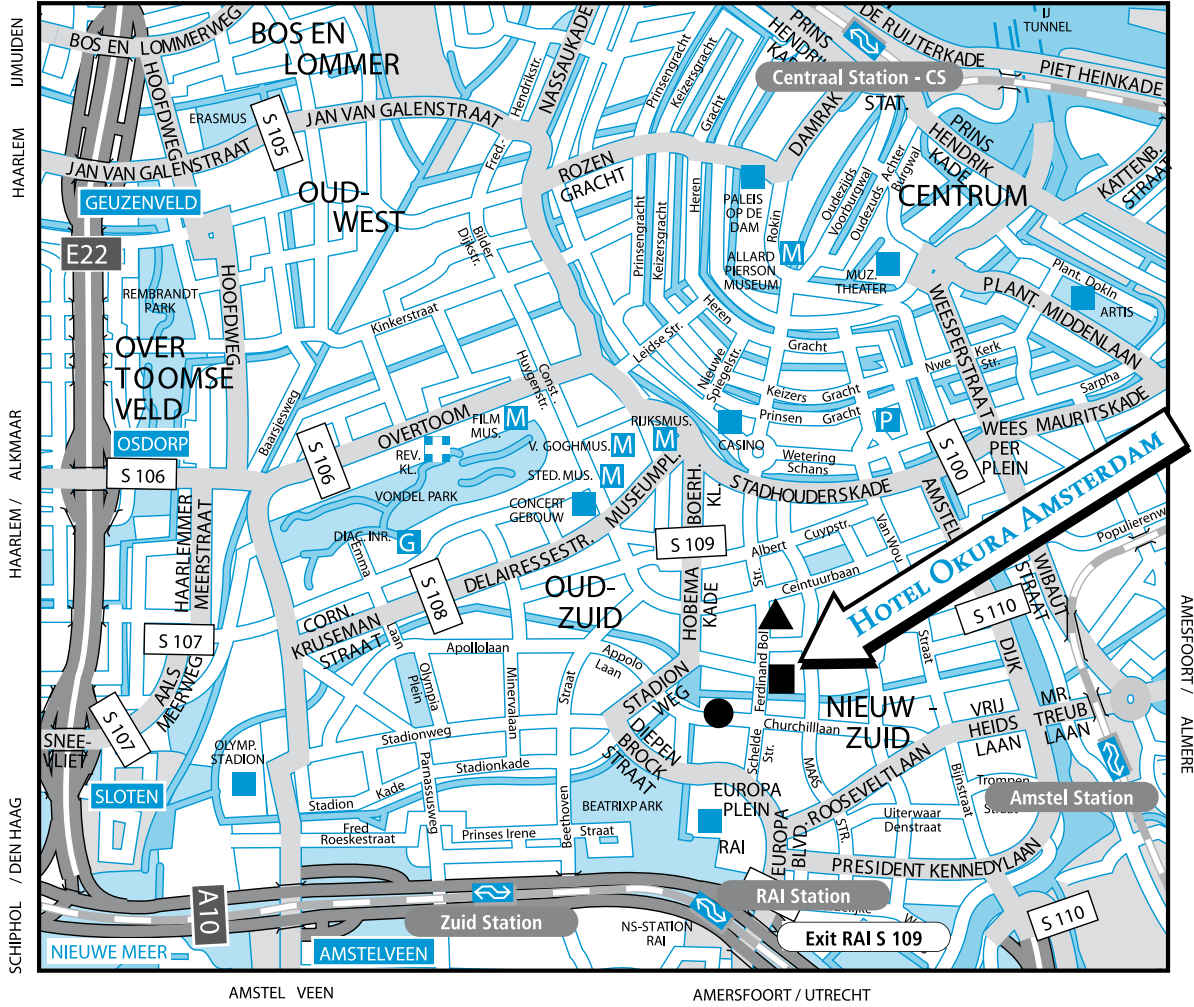 BOS EN LOMMERWEG
BOS EN
LOMMER
HOOFDWEG
ERASMUS
S 105
JAN VAN GALENSTRAAT
JAN VAN GALENSTRAAT
GEUZENVELD
OUD-
WEST
E22
REMBRANDT
PARK
HOOFDWEG
OVER
TOOMSE
VELD
OSDORP
S 106
Baarsjesweg
S 106
Kinkerstraat
Bilder
Dijkstr.
Fred.-
Hendrikstr.
NASSAUKADE
ROZEN
GRACHT
Prinsengracht
Keizersgracht
Gracht
Heren
Prinsengracht
Keizersgracht
PRINS
HENDRIK
DE RUIJTERKADE
IJ
TUNNEL
PIET HEINKADE
Centraal Station - CS
STAT.
DAMRAK
PRINS
HENDRIK
KADE
KATTENB.
STRAAT
CENTRUM
PALEIS
OP DE
DAM
Rokin
Oudezijds
Voorburgwal
Oudezuds Achter
Burgwal
ALLARD
PIERSON
MUSEUM
M
MUZ.
THEATER
Plant. Dokln
ARTIS
PLANT. MIDDENLAAN
WEESPERSTRAAT
Nwe
Kerk
Str.
Sarpha
Leidse Str.
Heren
Gracht
Nieuwe
Spiegelstr.
Keizers Gracht
Prinsen Gracht
P
WEES
PER
PLEIN
MAURITSKADE
S 100
Const.
Huygenstr.
OVERTOOM
FILM
MUS.
M
REV.
KL.
V. GOGHMUS.
M
STED. MUS.
M
RIJKSMUS.
M
CASINO
Wetering
Schans
STADHOUDERSKADE
VONDEL PARK
CONCERT
GEBOUW
MUSEUMPL.
DIAC. INR.
G
Emma
Laan
DELAIRESSESTR.
S 108
BOERH.
KL.
S 109
HOBEMA
KADE
Albert
Cuypstr.
Str.
Ceintuurbaan
Van Wou
Straat
AMSTEL
DIJK
HOTEL OKURA AMSTERDAM
Populierenw
WIBAUT
STRAAT
S 110
HAARLEMMER
MEERSTRAAT
S 107
AALS
MEERWEG
S 107
SNEE-
VLIET
SLOTEN
OLYMP.
STADION
CORN.
KRUSEMAN
STRAAT
OUD-
ZUID
Apollolaan
Appolo
Laan
Olympia
Plein
Minervalaan
Straat
Beethoven
Stadionweg
Stadionkade
Stadion
Kade
Parnassusweg
Fred
Roeskestraat
Prinses Irene
Straat
BEATRIXPARK
STADION
WEG
DIEPEN
BROCK
STRAAT
Ferdinand Bol
Churchilllaan
Schelde
Str.
NIEUW -
ZUID
VRIJ
HEIDS
LAAN
MR.
TREUB
LAAN
MAAS
STR.
ROOSEVELTLAAN
Bijnstraat
Trompen
Amstel Station
Uiterwaar
Denstraat
EUROPA
PLEIN
RAI
EUROPA
BLVD.
PRESIDENT KENNEDYLAAN
A10
Zuid Station
RAI Station
NS-STATION
RAI
Exit RAI S 109
S 110
NIEUWE MEER
AMSTELVEEN
IJMUIDEN
HAARLEM
HAARLEM / ALKMAAR
SCHIPHOL / DEN HAAG
AMESFOORT / ALMERE
AMSTEL VEEN
AMERSFOORT / UTRECHT